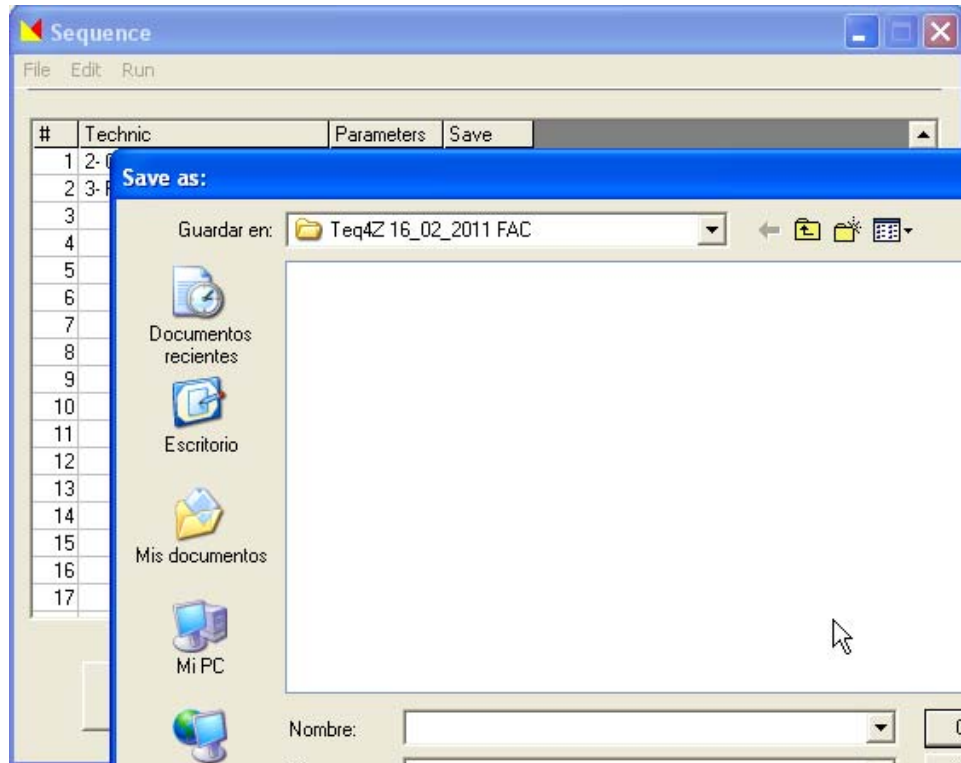 Sequence
File Edit Run
# Technic Parameters Save
1 2-
2 3-
Save as:
3
Guardar en: Teq4Z 16_02_2011 FAC
4
5
6
7
Documentos
recientes
8
9
10
11
Escritorio
12
13
14
15
Mis documentos
16
17
Mi PC
Nombre: